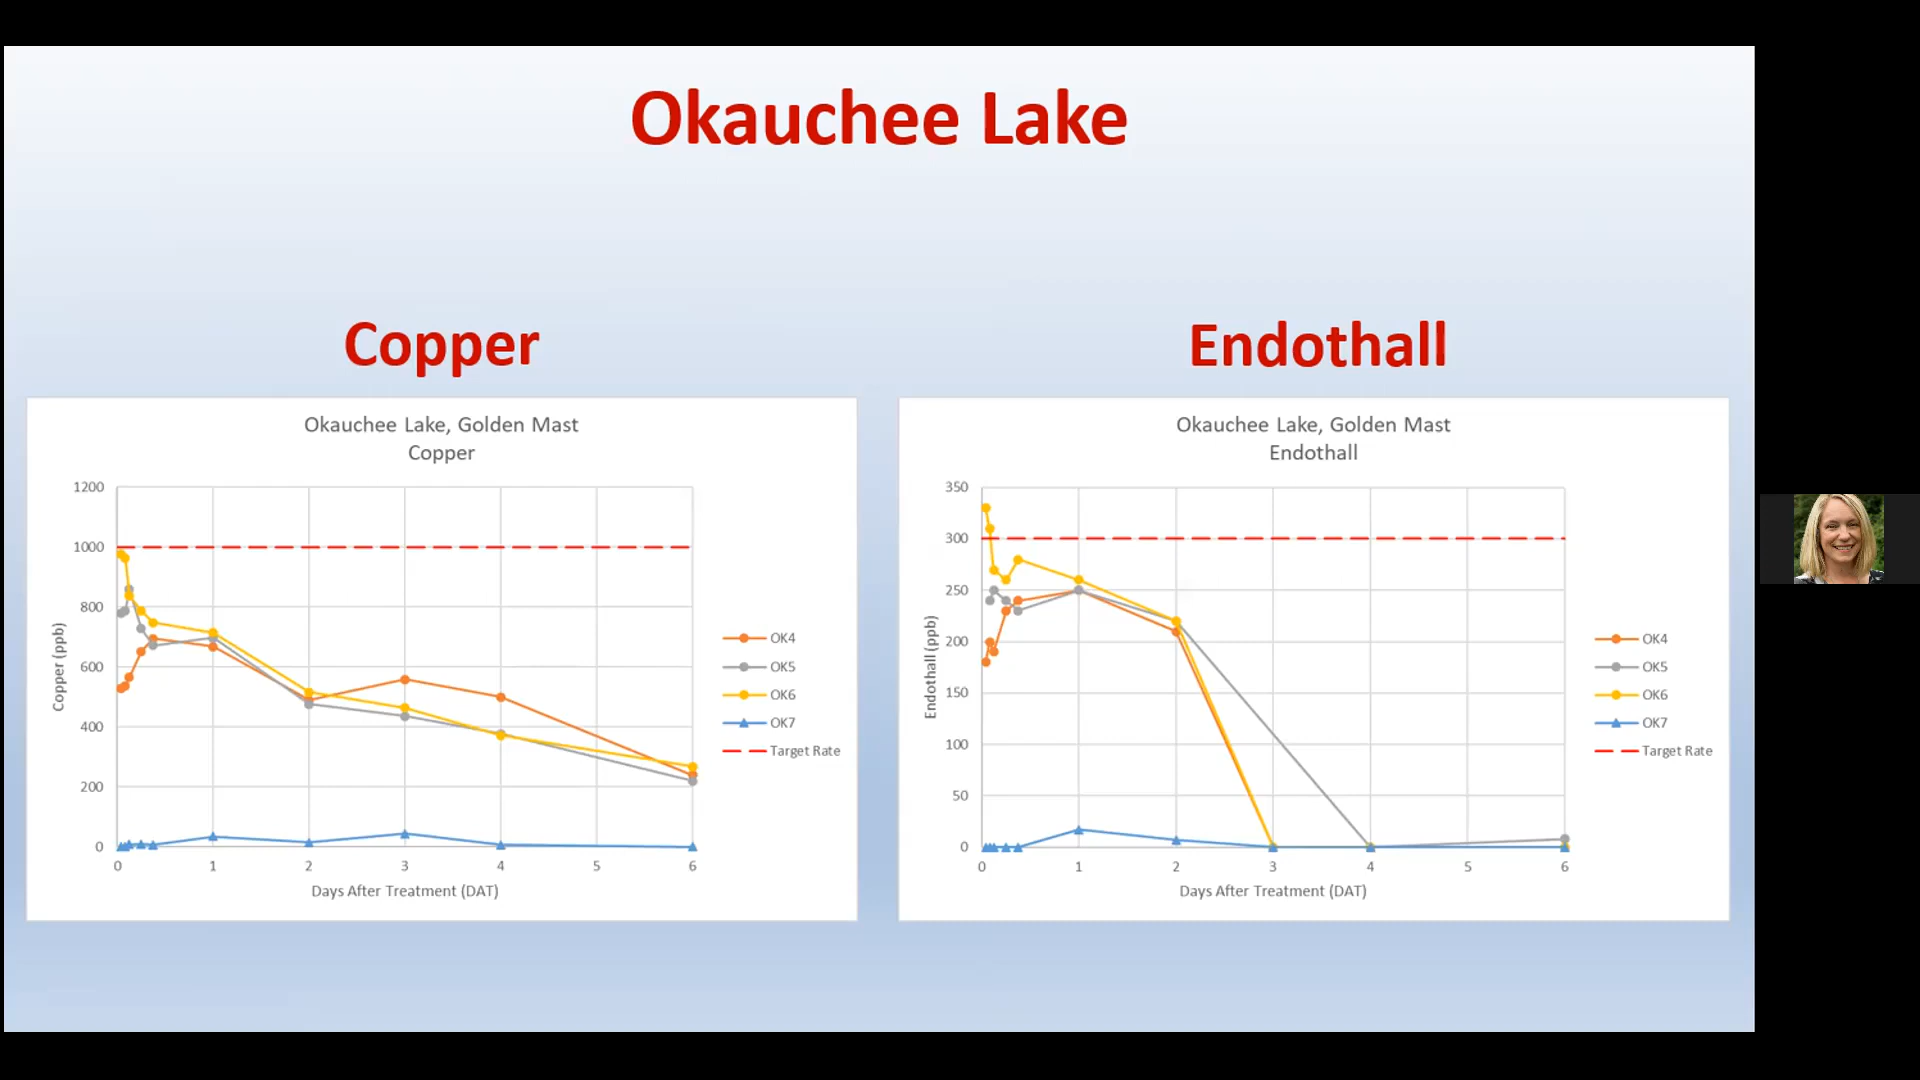 Okauchee Lake
Copper
Endothall
Okauchee Lake, Golden Mast
Copper
1200
1000
800
600
400
200
0
Copper (ppb)
0 1 2 3 4 5 6
Days After Treatment (DAT)
OK4
OK5
OK6
OK7
Target Rate
Okauchee Lake, Golden Mast
Endothall
350
300
250
200
150
100
50
0
Endothall (ppb)
0 1 2 3 4 5 6
Days After Treatment (DAT)
OK4
OK5
OK6
OK7
Target Rate